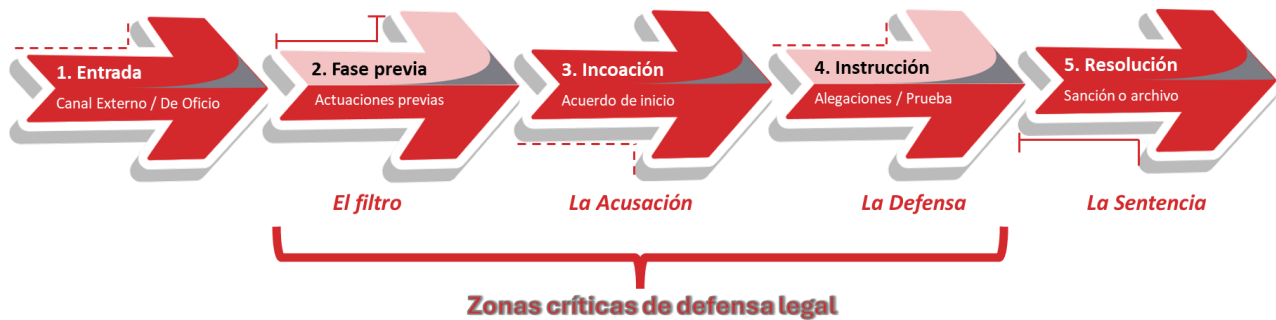 1. Entrada
Canal Externo / De Oficio
2. Fase previa
Actuaciones previas
3. Incoación
Acuerdo de inicio
4. Instrucción
Alegaciones / Prueba
5. Resolución
Sanción o archivo
El filtro
La Acusación
La Defensa
La Sentencia
Zonas críticas de defensa legal